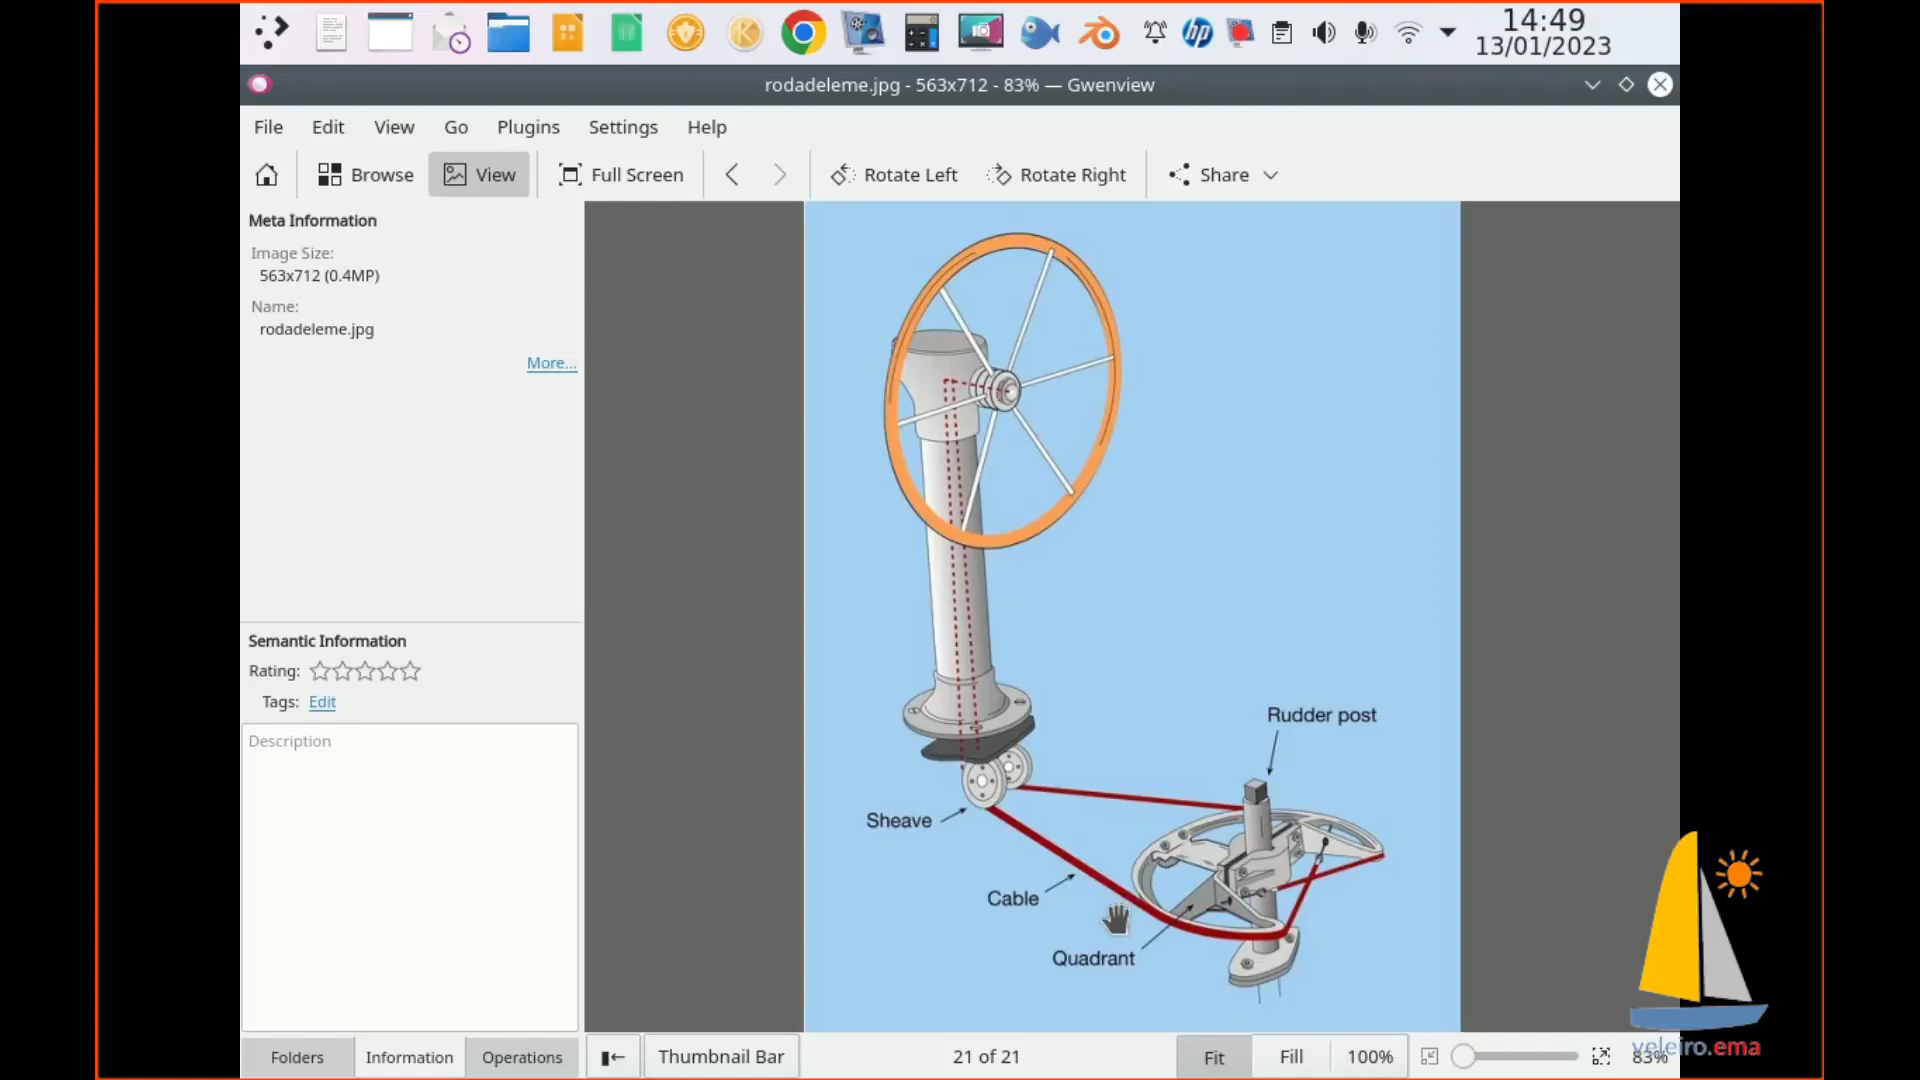 14:49
13/01/2023
rodadeleme.jpg - 563x712 - 83% — Gwenview
File Edit View Go Plugins Settings Help
Browse View Full Screen Rotate Left Rotate Right Share
Meta Information
Image Size:
563x712 (0.4MP)
Name:
rodadeleme.jpg
More...
Semantic Information
Rating:
Tags: Edit
Description
Rudder post
Sheave
Cable
Quadrant
Folders Information Operations Thumbnail Bar 21 of 21 Fit Fill 100% 83%
veleiro.ema
hp
K